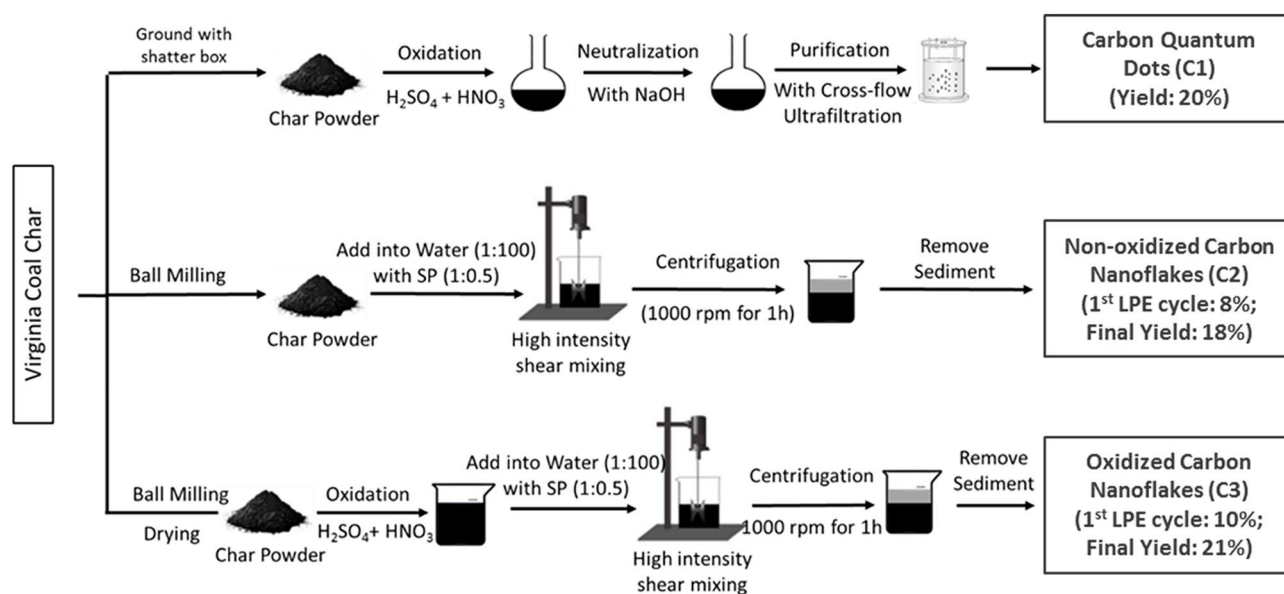 Virginia Coal Char
Ground with
shatter box
Char Powder
Oxidation
H₂SO₄ + HNO₃
Neutralization
With NaOH
Purification
With Cross-flow
Ultrafiltration
Carbon Quantum
Dots (C1)
(Yield: 20%)
Ball Milling
Char Powder
Add into Water (1:100)
with SP (1:0.5)
High intensity
shear mixing
Centrifugation
(1000 rpm for 1h)
Remove
Sediment
Non-oxidized Carbon
Nanoflakes (C2)
(1st LPE cycle: 8%;
Final Yield: 18%)
Ball Milling
Drying
Char Powder
Oxidation
H₂SO₄+ HNO₃
Add into Water (1:100)
with SP (1:0.5)
High intensity
shear mixing
Centrifugation
1000 rpm for 1h
Remove
Sediment
Oxidized Carbon
Nanoflakes (C3)
(1st LPE cycle: 10%;
Final Yield: 21%)